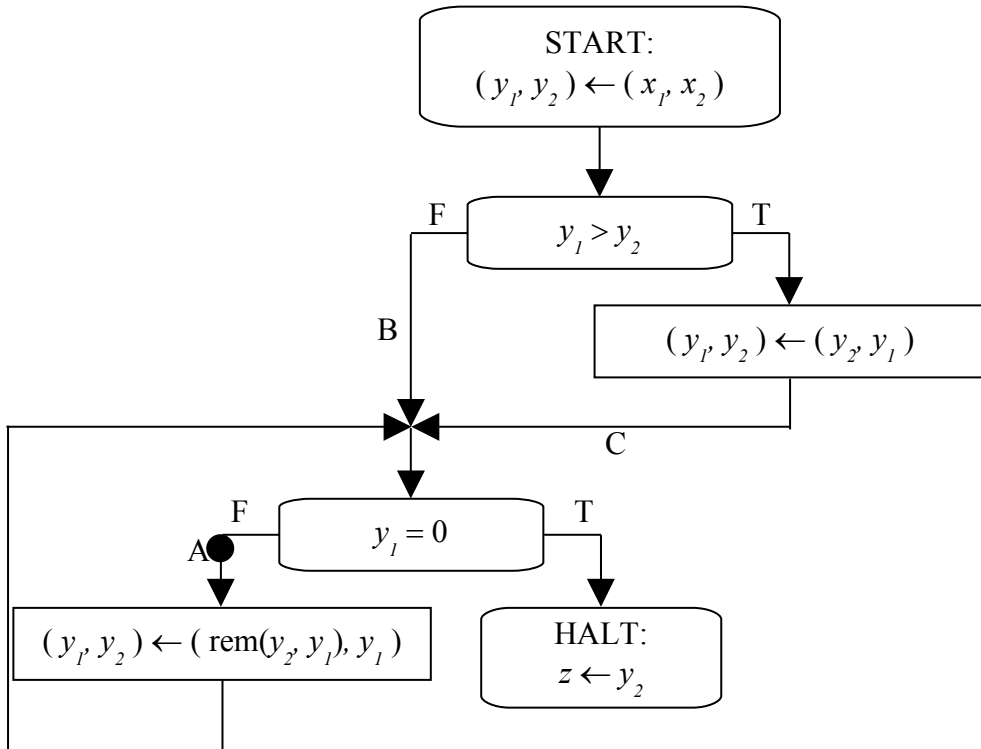 START:
( y₁, y₂ ) ← ( x₁, x₂ )
F
T
y₁ > y₂
B
( y₁, y₂ ) ← ( y₂, y₁ )
C
F
T
y₁ = 0
A
( y₁, y₂ ) ← ( rem(y₂, y₁), y₁ )
HALT:
z ← y₂